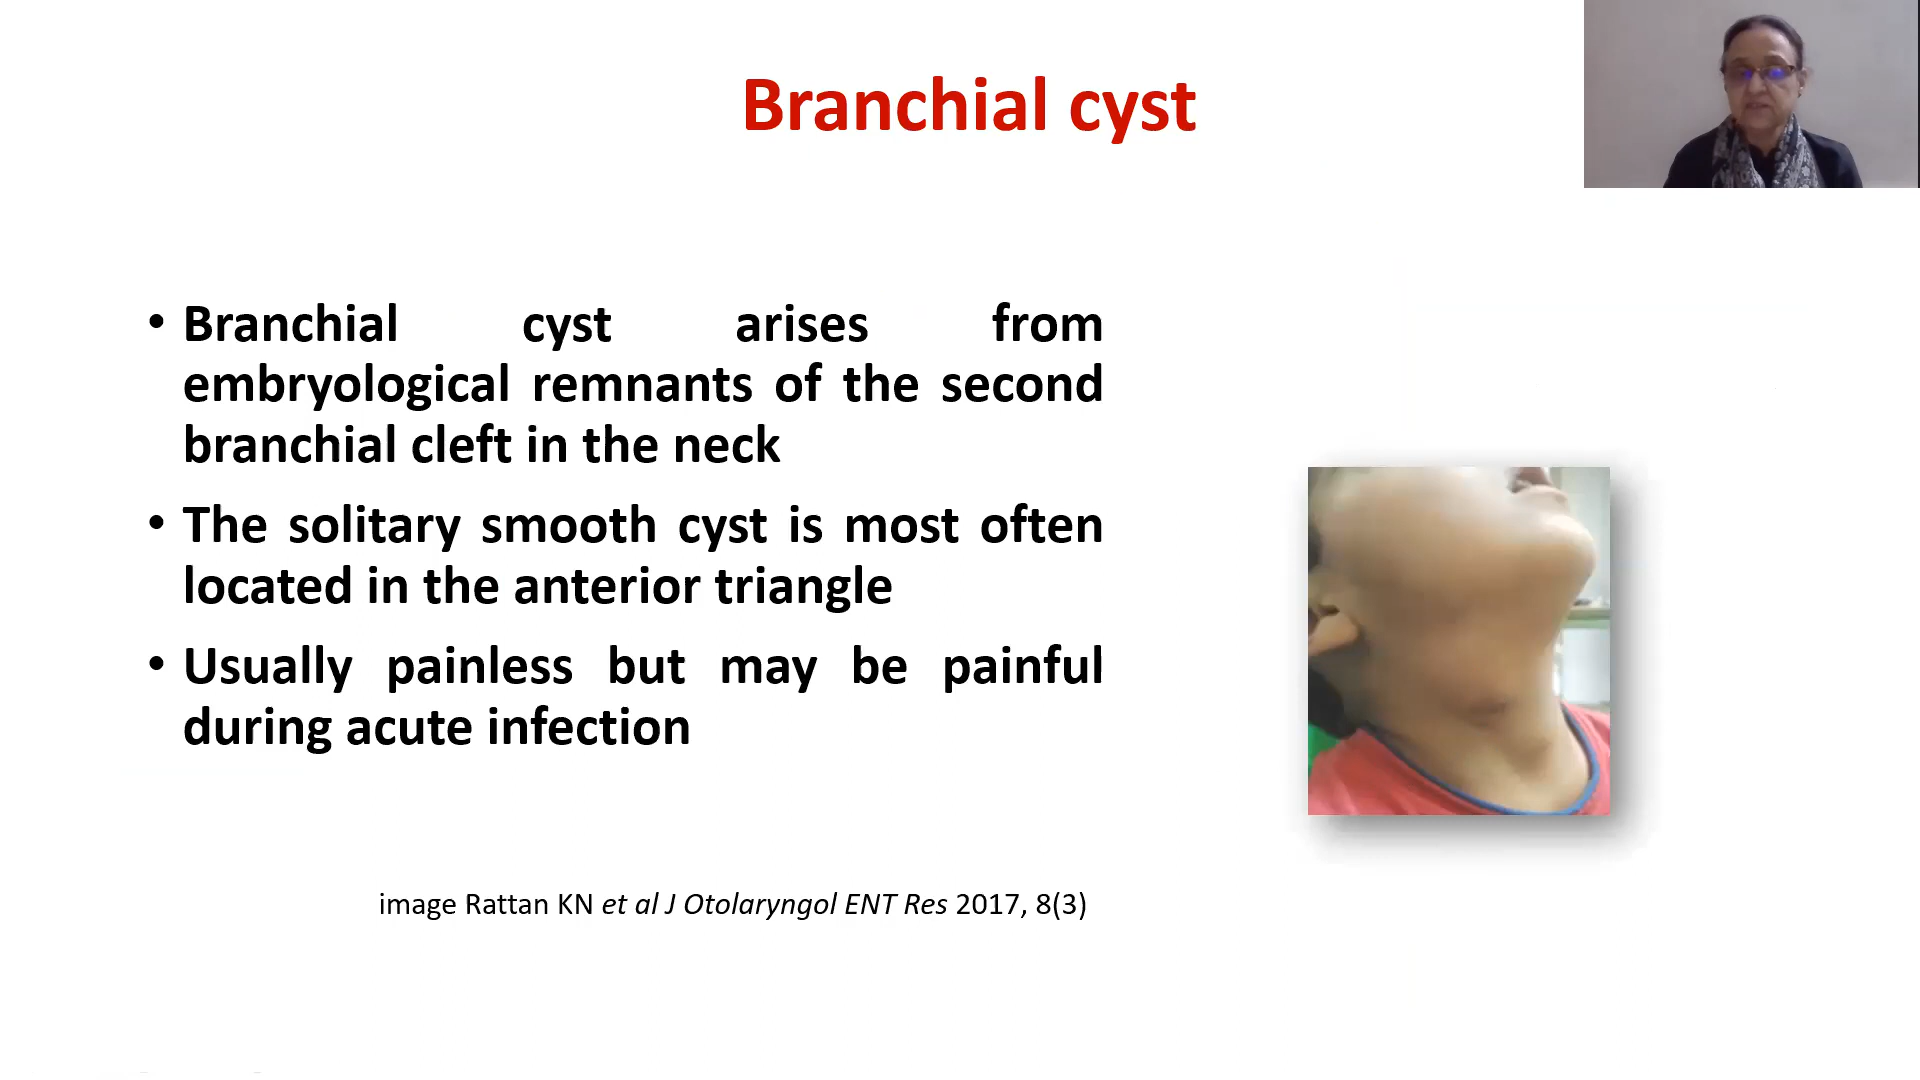 Branchial cyst
• Branchial cyst arises from
embryological remnants of the second
branchial cleft in the neck
• The solitary smooth cyst is most often
located in the anterior triangle
• Usually painless but may be painful
during acute infection
image Rattan KN et al J Otolaryngol ENT Res 2017, 8(3)